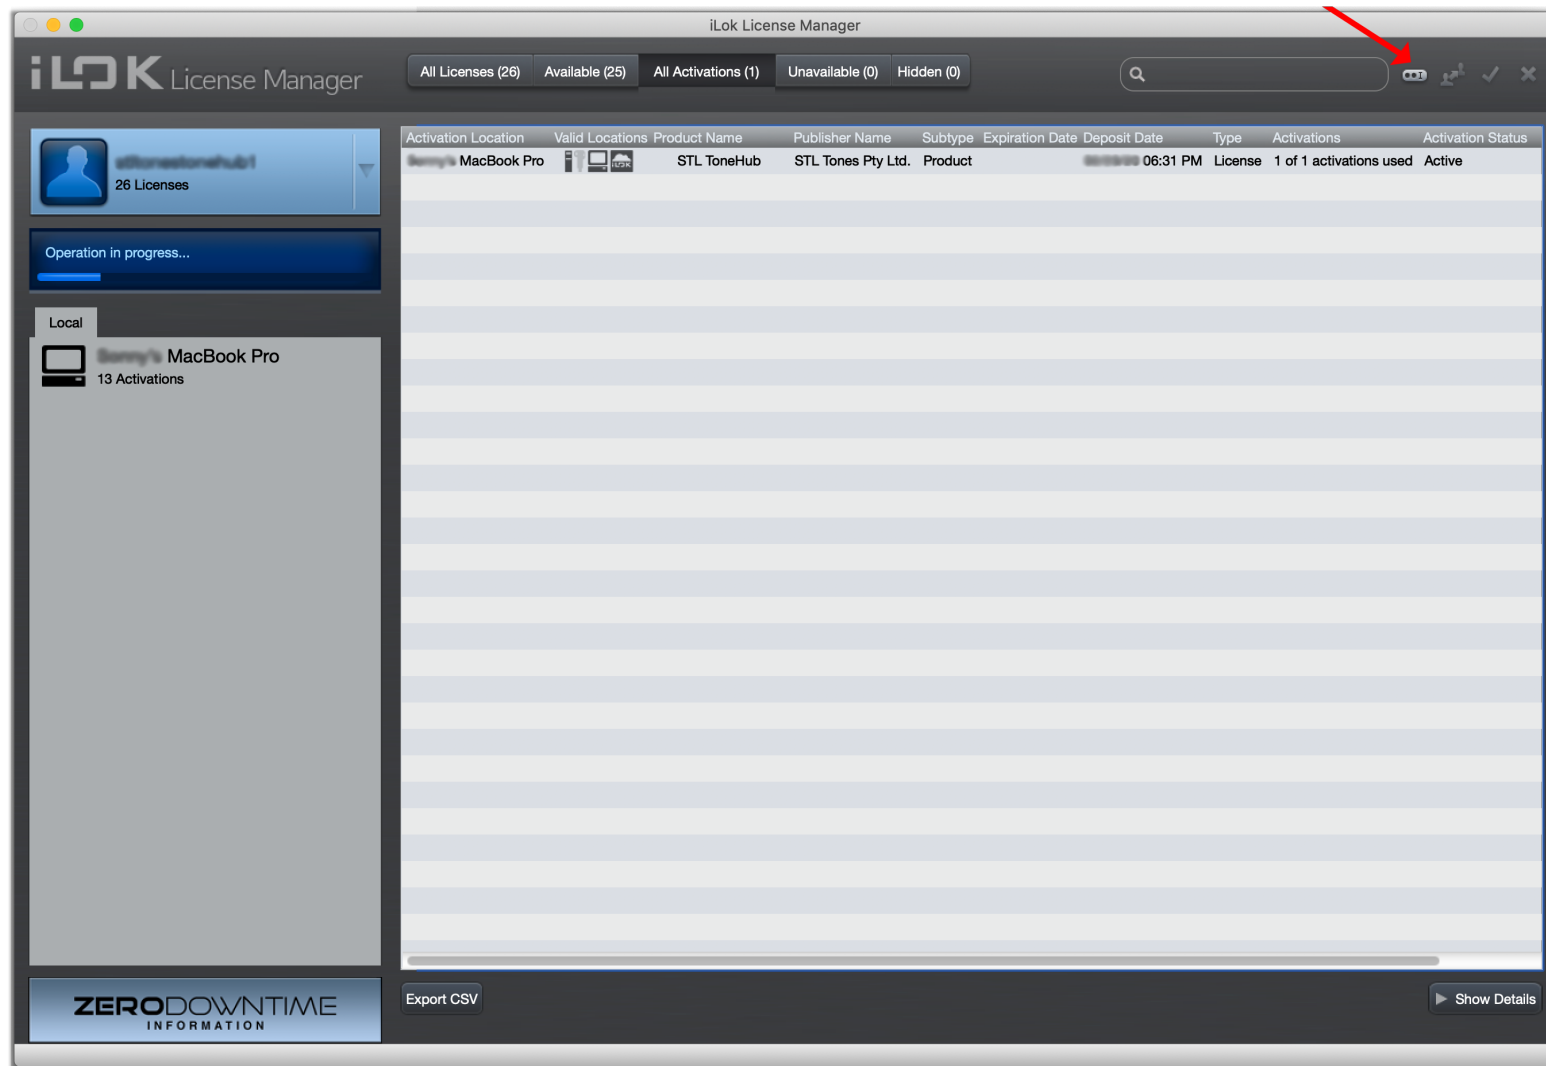 iLok License Manager
iLOK License Manager
All Licenses (26) Available (25) All Activations (1) Unavailable (0) Hidden (0)
26 Licenses
Operation in progress...
Local
MacBook Pro
13 Activations
Activation Location Valid Locations Product Name Publisher Name Subtype Expiration Date Deposit Date Type Activations Activation Status
MacBook Pro iLOK STL ToneHub STL Tones Pty Ltd. Product 06:31 PM License 1 of 1 activations used Active
ZERODOWNTIME
INFORMATION
Export CSV
Show Details